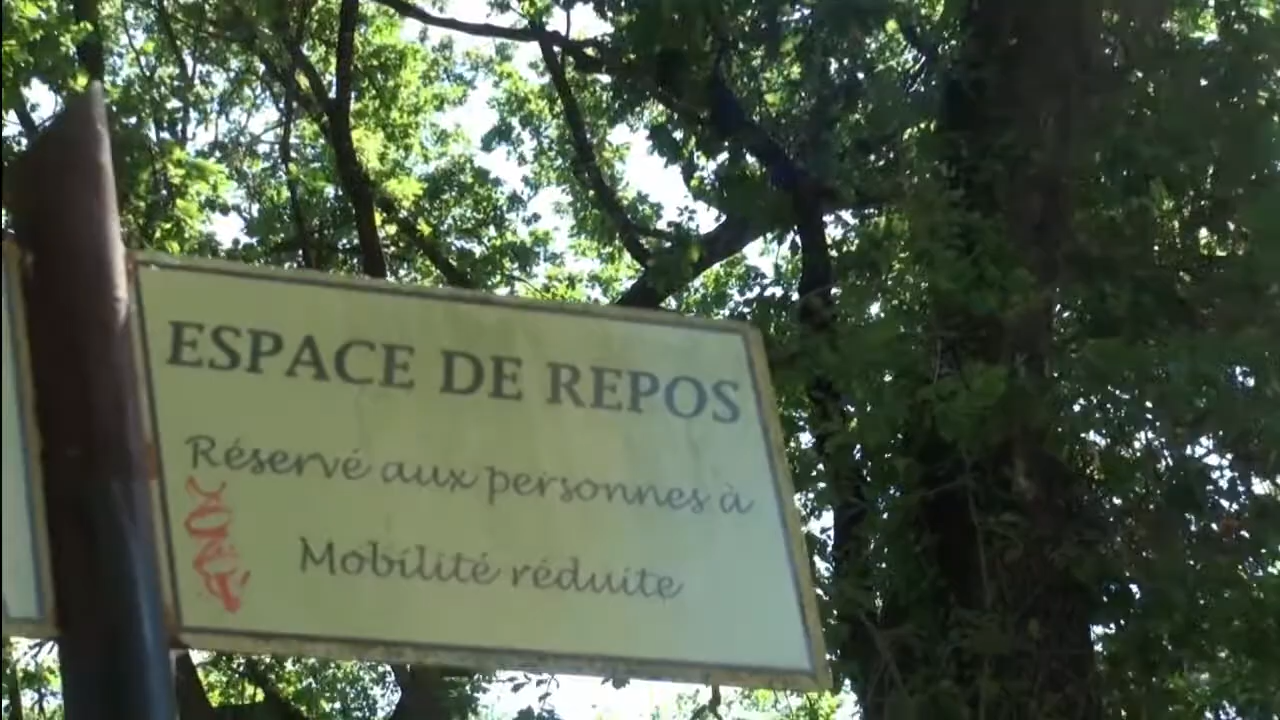 ESPACE DE REPOS
Réservé aux personnes à
Mobilité réduite